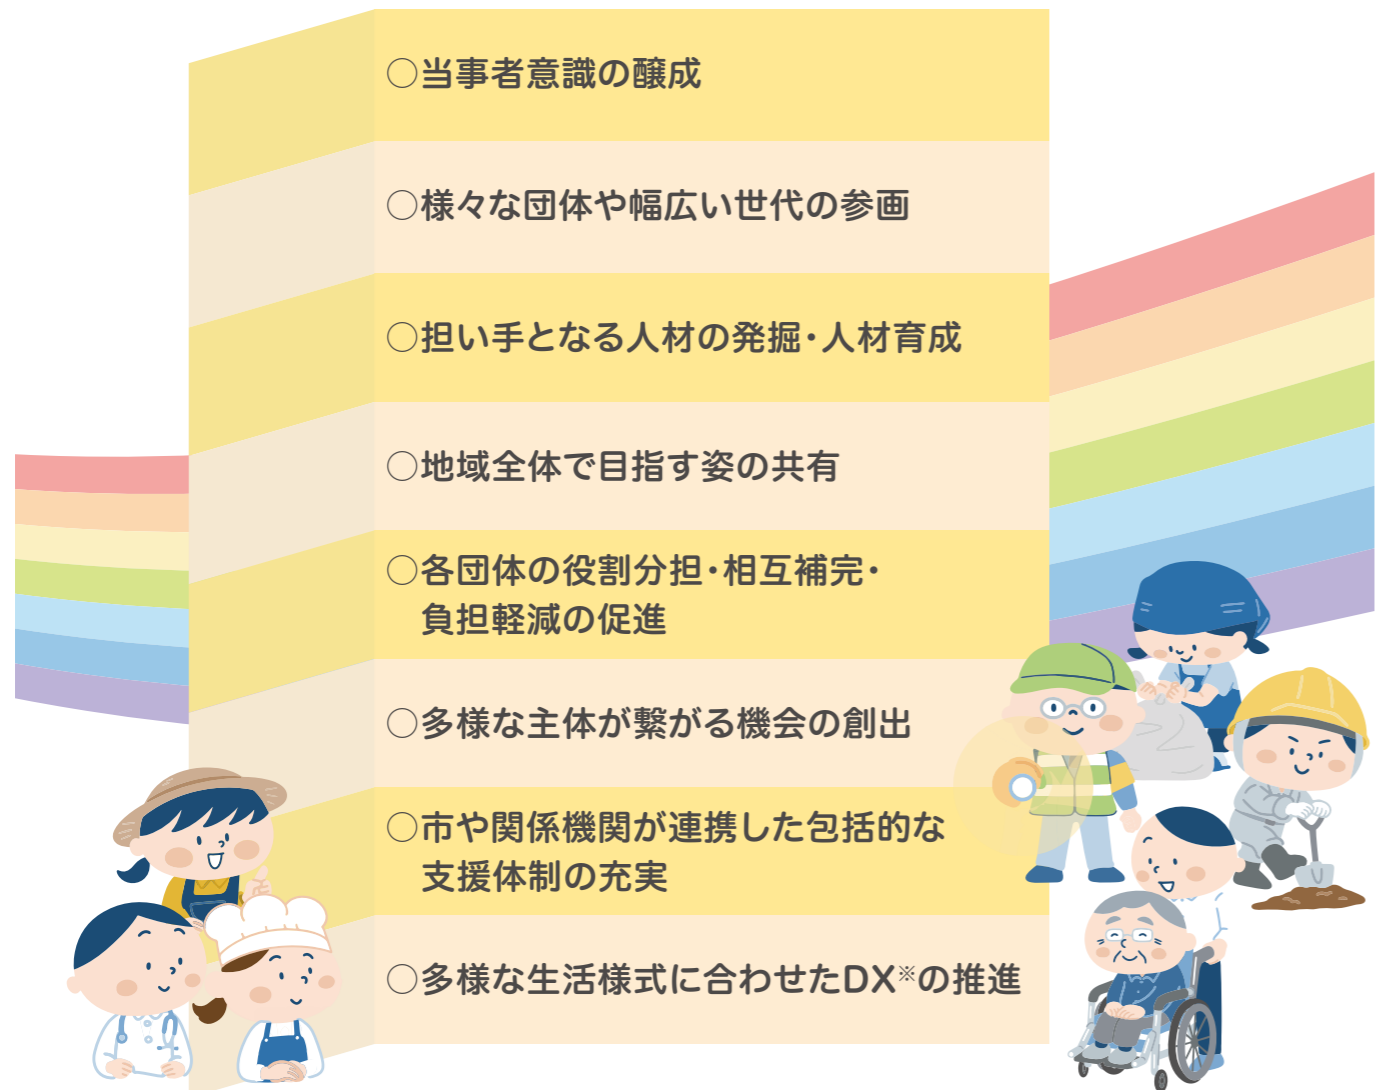 ○当事者意識の醸成
○様々な団体や幅広い世代の参画
○担い手となる人材の発掘・人材育成
○地域全体で目指す姿の共有
○各団体の役割分担・相互補完・
負担軽減の促進
○多様な主体が繋がる機会の創出
○市や関係機関が連携した包括的な
支援体制の充実
○多様な生活様式に合わせたDX※の推進